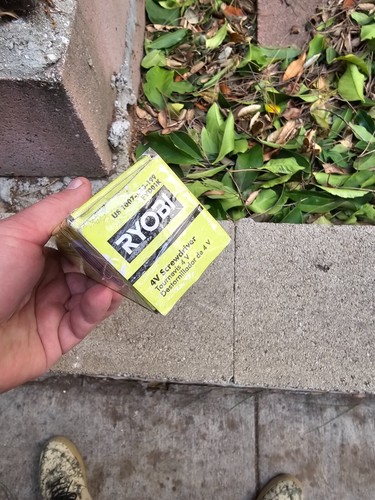 RYOBI
4V Screwdriver
Tournevis 4 V
Destornillador de 4 V